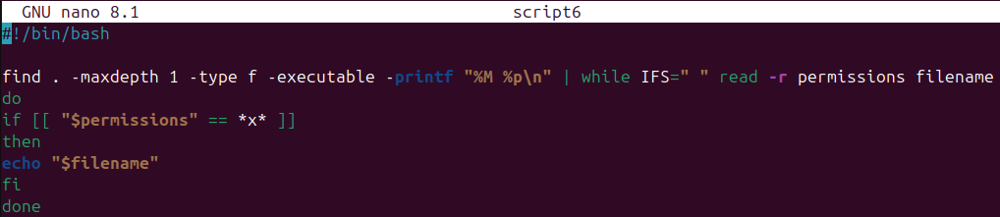 GNU nano 8.1 script6
#!/bin/bash
find . -maxdepth 1 -type f -executable -printf "%M %p\n" | while IFS=" " read -r permissions filename
do
if [[ "$permissions" == *x* ]]
then
echo "$filename"
fi
done